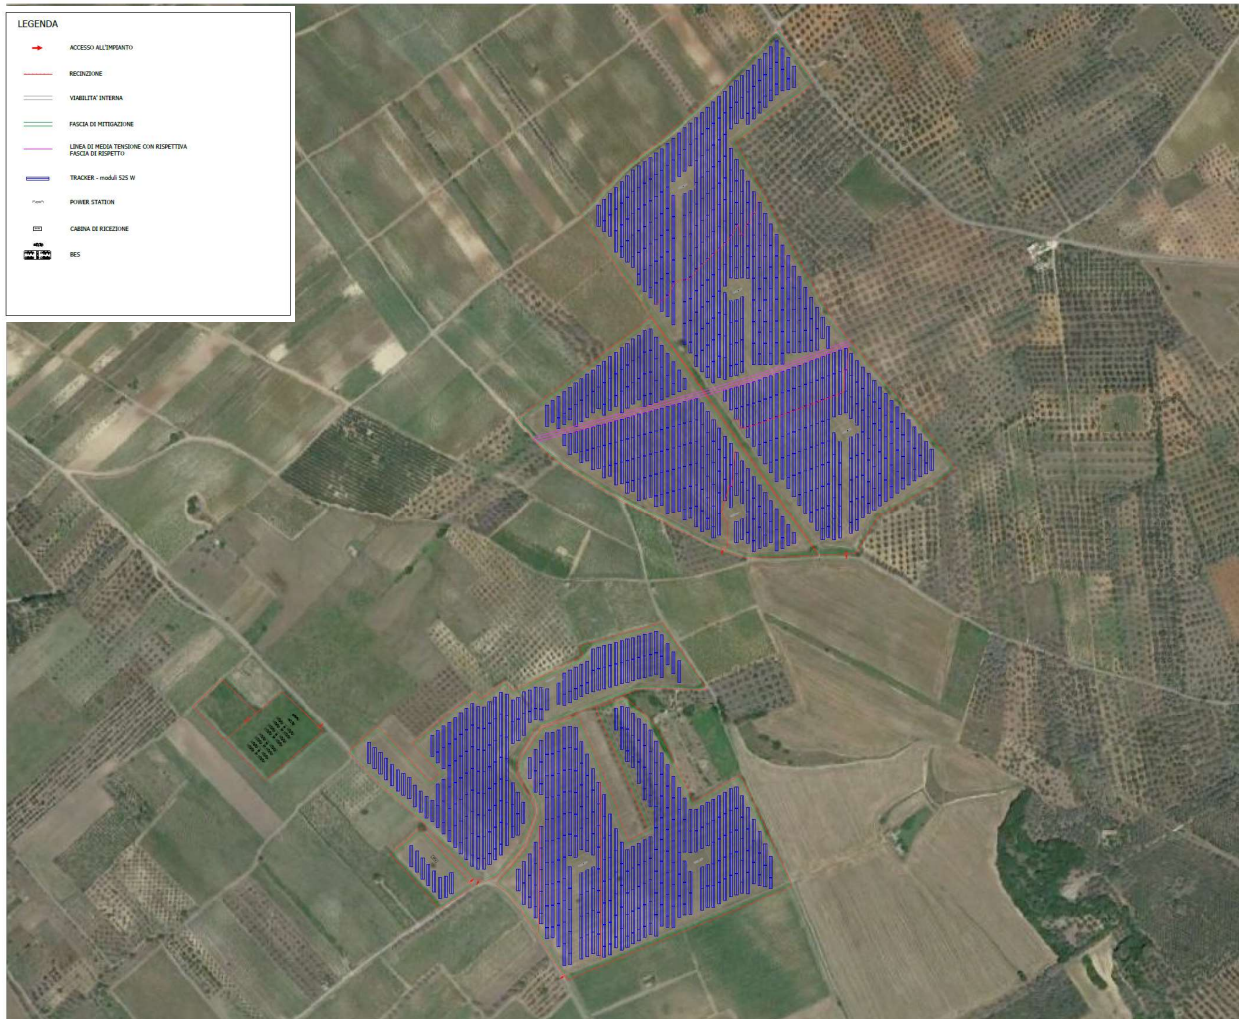 LEGENDA
ACCESSO ALL'IMPIANTO
RECINZIONE
VIABILITA' INTERNA
FASCIA DI MITIGAZIONE
LINEA DI MEDIA TENSIONE CON RISPETTIVA
FASCIA DI RISPETTO
TRACKER - moduli 525 W
POWER STATION
CABINA DI RICEZIONE
BES